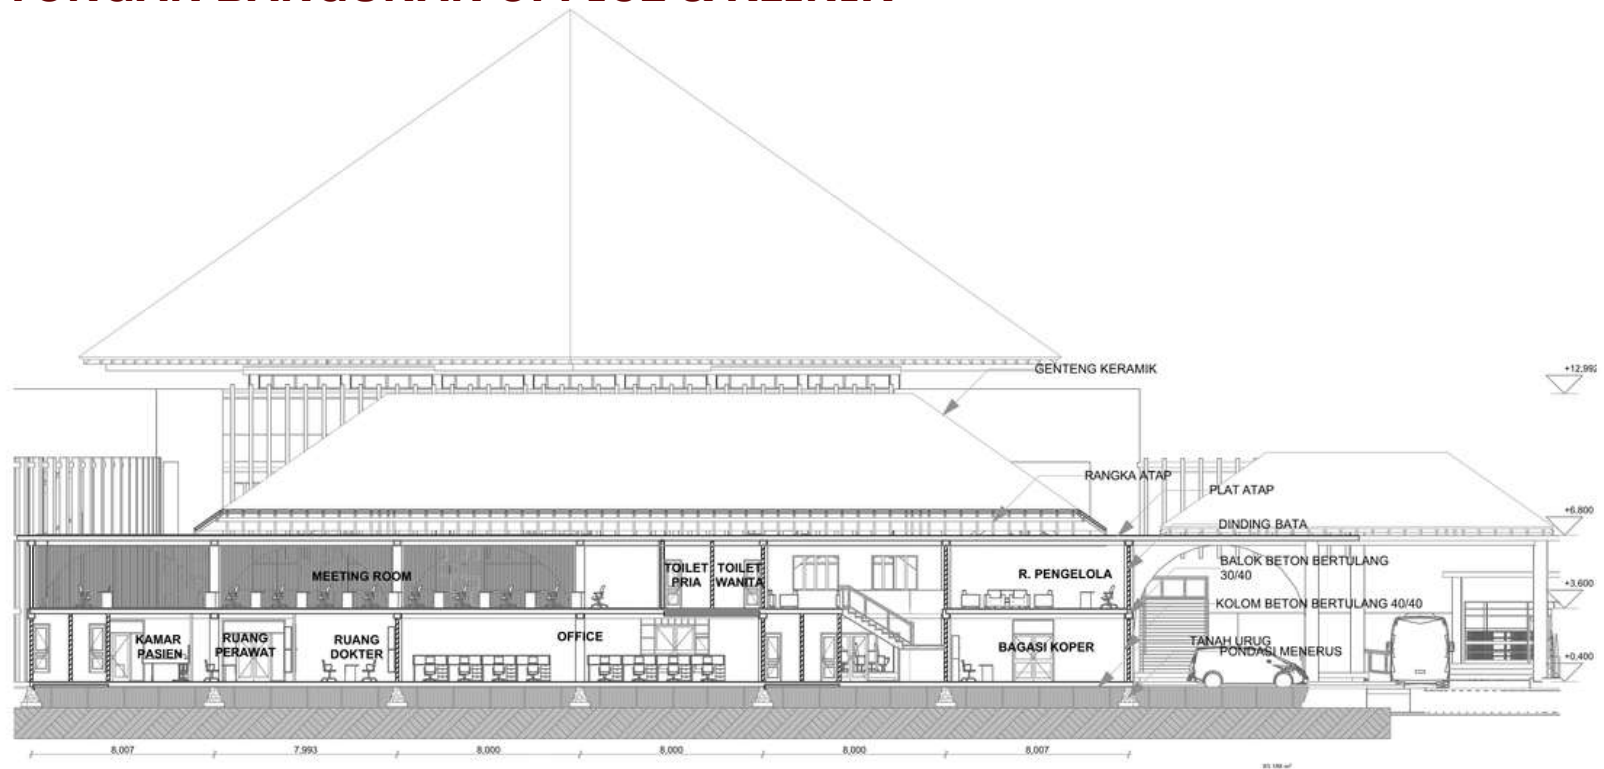 GENTENG KERAMIK
+12,992
RANGKA ATAP
PLAT ATAP
+6.800
DINDING BATA
BALOK BETON BERTULANG
30/40
MEETING ROOM
TOILET
PRIA
TOILET
WANITA
R. PENGELOLA
+3,600
KOLOM BETON BERTULANG 40/40
KAMAR
PASIEN
RUANG
PERAWAT
RUANG
DOKTER
OFFICE
BAGASI KOPER
TANAH URUG
PONDASI MENERUS
+0,400
8,007
7,993
8,000
8,000
8,000
8,007